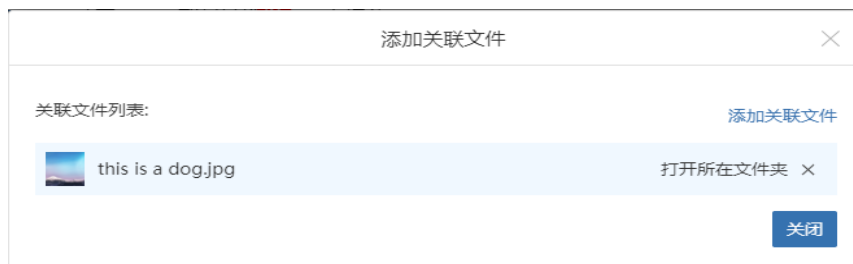 添加关联文件
关联文件列表:
添加关联文件
this is a dog.jpg 打开所在文件夹 ×
关闭